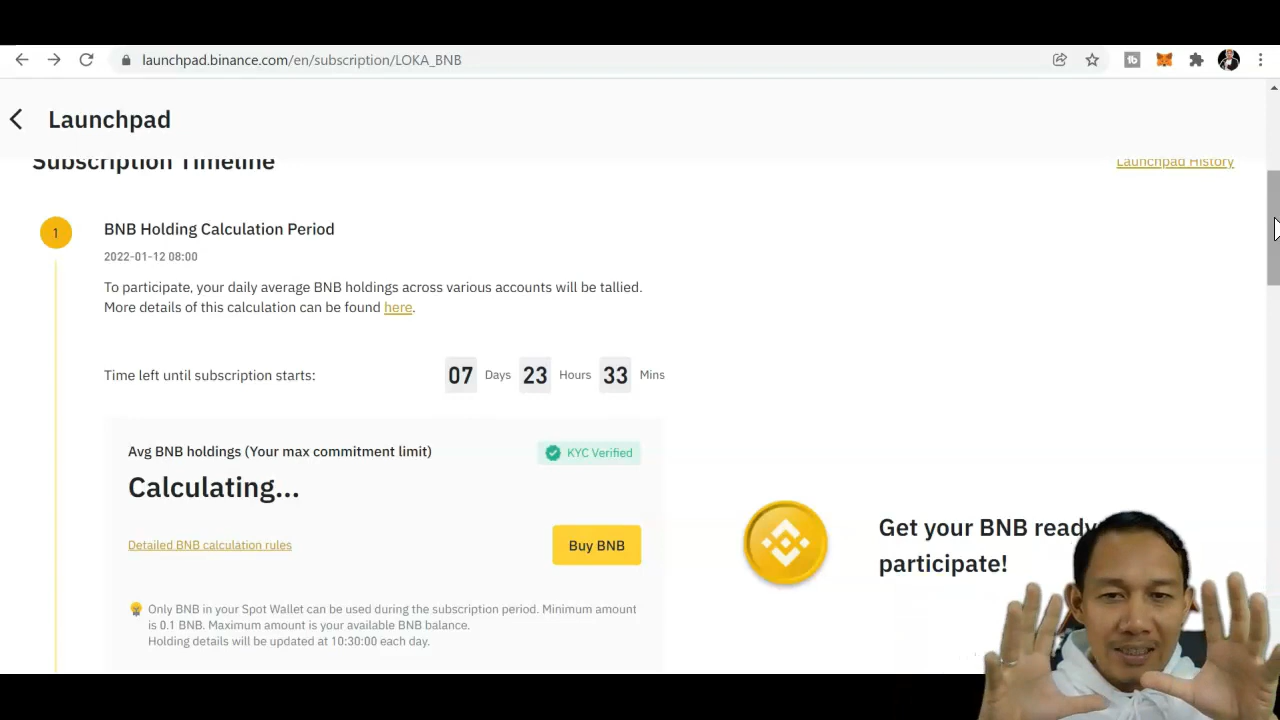 launchpad.binance.com/en/subscription/LOKA_BNB
Launchpad
Subscription Timeline
Launchpad History
1
BNB Holding Calculation Period
2022-01-12 08:00
To participate, your daily average BNB holdings across various accounts will be tallied.
More details of this calculation can be found here.
Time left until subscription starts:
07 Days 23 Hours 33 Mins
Avg BNB holdings (Your max commitment limit)
KYC Verified
Calculating...
Detailed BNB calculation rules
Buy BNB
Only BNB in your Spot Wallet can be used during the subscription period. Minimum amount
is 0.1 BNB. Maximum amount is your available BNB balance.
Holding details will be updated at 10:30:00 each day.
Get your BNB ready
participate!